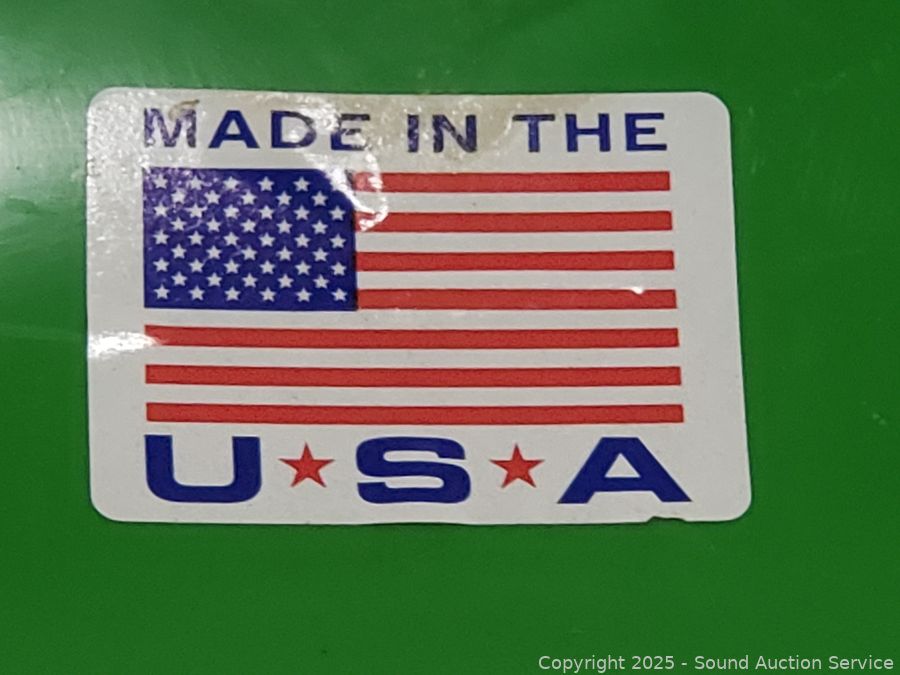 MADE IN THE
U★S★A
Copyright 2025 - Sound Auction Service